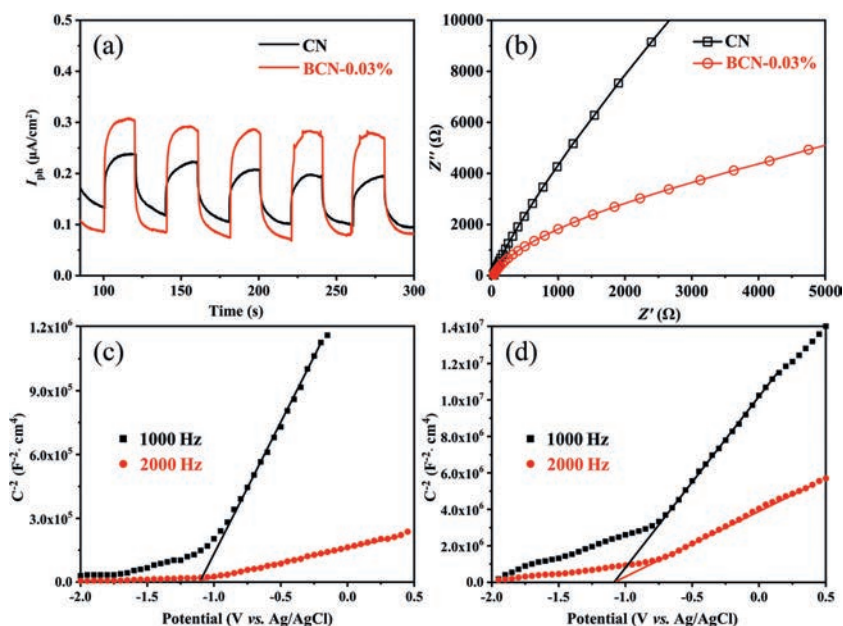 (a)
CN
BCN-0.03%
0.5
0.4
0.3
0.2
0.1
0.0
I_ph (μA/cm²)
100 150 200 250 300
Time (s)
(b)
CN
BCN-0.03%
10000
8000
6000
4000
2000
0
Z'' (Ω)
0 1000 2000 3000 4000 5000
Z' (Ω)
(c)
1000 Hz
2000 Hz
1.2x10⁶
9.0x10⁵
6.0x10⁵
3.0x10⁵
0.0
C⁻² (F⁻². cm⁴)
-2.0 -1.5 -1.0 -0.5 0.0 0.5
Potential (V vs. Ag/AgCl)
(d)
1000 Hz
2000 Hz
1.4x10⁷
1.2x10⁷
1.0x10⁷
8.0x10⁶
6.0x10⁶
4.0x10⁶
2.0x10⁶
0.0
C⁻² (F⁻². cm⁴)
-2.0 -1.5 -1.0 -0.5 0.0 0.5
Potential (V vs. Ag/AgCl)